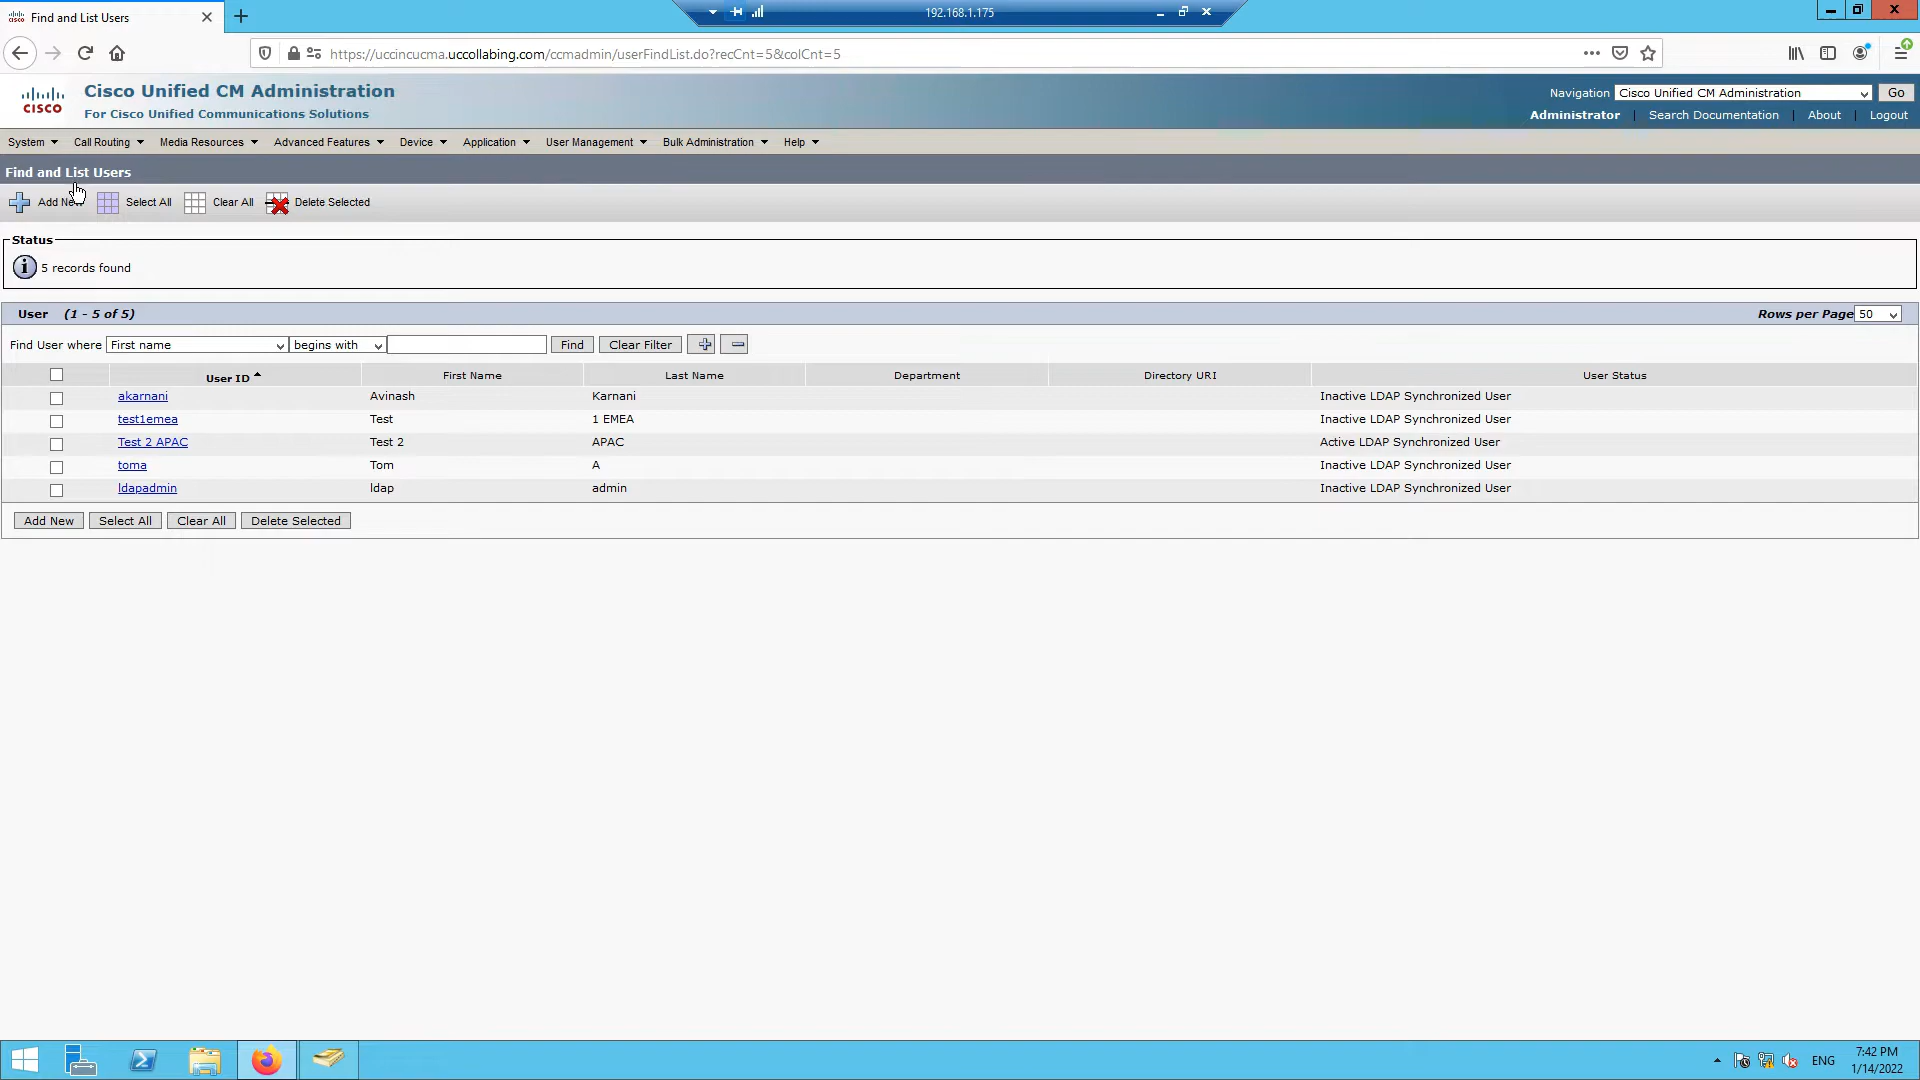 Find and List Users
192.168.1.175
https://uccincucma.uccollabing.com/ccmadmin/userFindList.do?recCnt=5&colCnt=5
CISCO
Cisco Unified CM Administration
For Cisco Unified Communications Solutions
Navigation Cisco Unified CM Administration Go
Administrator | Search Documentation | About | Logout
System Call Routing Media Resources Advanced Features Device Application User Management Bulk Administration Help
Find and List Users
Add New Select All Clear All Delete Selected
Status
5 records found
User (1 - 5 of 5) Rows per Page 50
Find User where First name begins with Find Clear Filter
User ID First Name Last Name Department Directory URI User Status
akarnani Avinash Karnani Inactive LDAP Synchronized User
test1emea Test 1 EMEA Inactive LDAP Synchronized User
Test 2 APAC Test 2 APAC Active LDAP Synchronized User
toma Tom A Inactive LDAP Synchronized User
ldapadmin ldap admin Inactive LDAP Synchronized User
Add New Select All Clear All Delete Selected
ENG
7:42 PM
1/14/2022